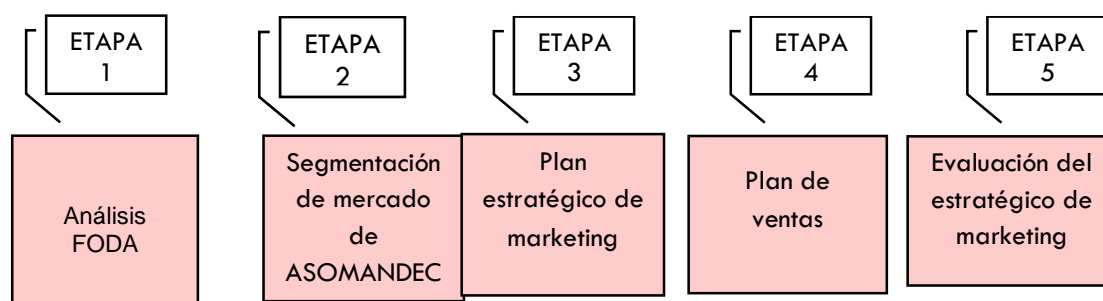 ETAPA
1
ETAPA
2
ETAPA
3
ETAPA
4
ETAPA
5
Análisis
FODA
Segmentación
de mercado
de
ASOMANDEC
Plan
estratégico de
marketing
Plan de
ventas
Evaluación del
estratégico de
marketing